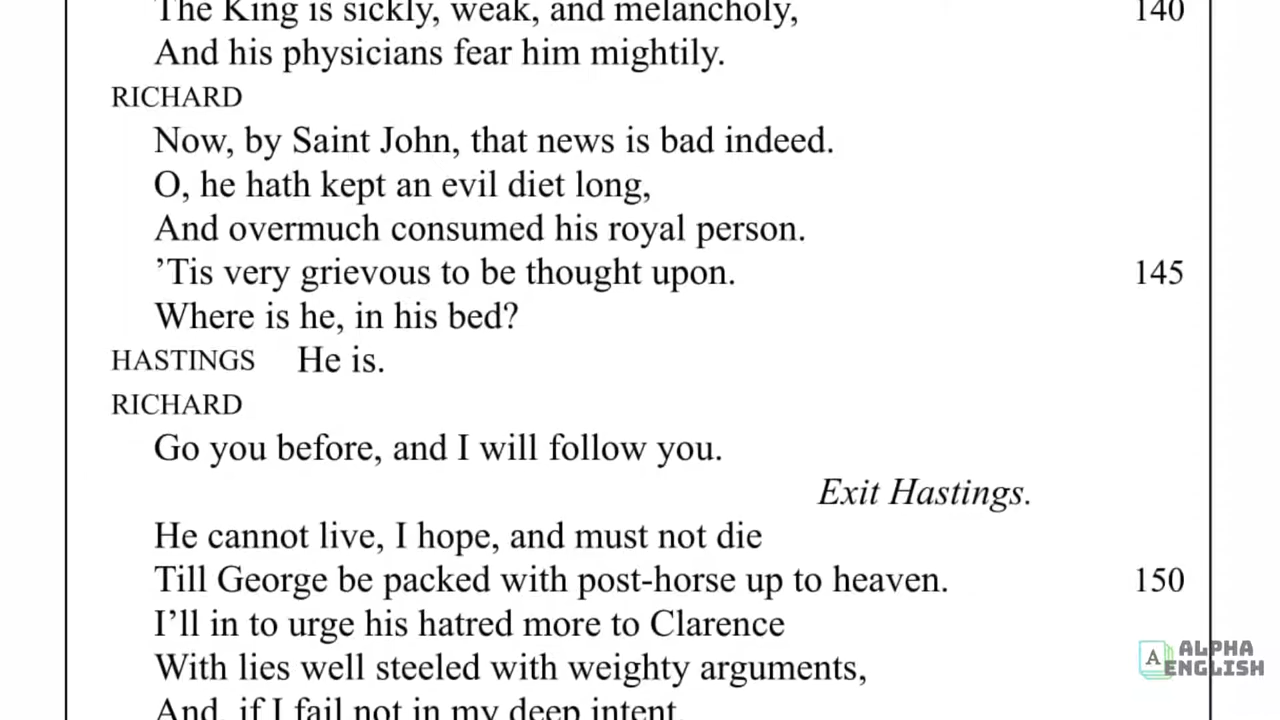 The King is sickly, weak, and melancholy, 140
And his physicians fear him mightily.
RICHARD
Now, by Saint John, that news is bad indeed.
O, he hath kept an evil diet long,
And overmuch consumed his royal person.
’Tis very grievous to be thought upon. 145
Where is he, in his bed?
HASTINGS He is.
RICHARD
Go you before, and I will follow you.
Exit Hastings.
He cannot live, I hope, and must not die
Till George be packed with post-horse up to heaven. 150
I’ll in to urge his hatred more to Clarence
With lies well steeled with weighty arguments,
And, if I fail not in my deep intent,
A ALPHA
ENGLISH